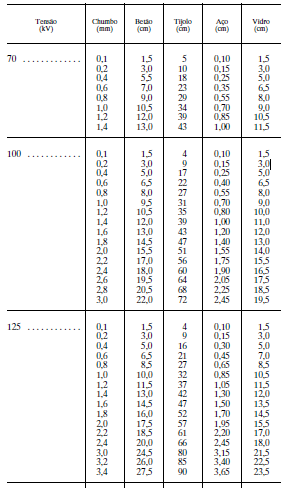 Tensão (kV) Chumbo (mm) Betão (cm) Tijolo (cm) Aço (cm) Vidro (cm)
70 . . . . . . . . . . . . 0,1 1,5 5 0,10 1,5
0,2 3,0 10 0,15 3,0
0,4 5,5 18 0,25 5,0
0,6 7,0 23 0,35 6,5
0,8 9,0 29 0,55 8,0
1,0 10,5 34 0,70 9,0
1,2 12,0 39 0,85 10,5
1,4 13,0 43 1,00 11,5
100 . . . . . . . . . . . . 0,1 1,5 4 0,10 1,5
0,2 3,0 9 0,15 3,0
0,4 5,0 17 0,25 5,0
0,6 6,5 22 0,40 6,5
0,8 8,0 27 0,55 8,0
1,0 9,5 31 0,70 9,0
1,2 10,5 35 0,80 10,0
1,4 12,0 39 1,00 11,0
1,6 13,0 43 1,20 12,0
1,8 14,5 47 1,40 13,0
2,0 15,5 51 1,55 14,0
2,2 17,0 56 1,75 15,5
2,4 18,0 60 1,90 16,5
2,6 19,5 64 2,05 17,5
2,8 20,5 68 2,25 18,5
3,0 22,0 72 2,45 19,5
125 . . . . . . . . . . . . 0,1 1,5 4 0,10 1,5
0,2 3,0 9 0,15 3,0
0,4 5,0 16 0,30 5,0
0,6 6,5 21 0,45 7,0
0,8 8,5 27 0,65 8,5
1,0 10,0 32 0,85 10,5
1,2 11,5 37 1,05 11,5
1,4 13,0 42 1,30 12,0
1,6 14,5 47 1,50 13,5
1,8 16,0 52 1,70 14,5
2,0 17,5 57 1,95 15,5
2,2 18,5 61 2,20 17,0
2,4 20,0 66 2,45 18,0
3,0 24,5 80 3,15 21,5
3,2 26,0 85 3,40 22,5
3,4 27,5 90 3,65 23,5